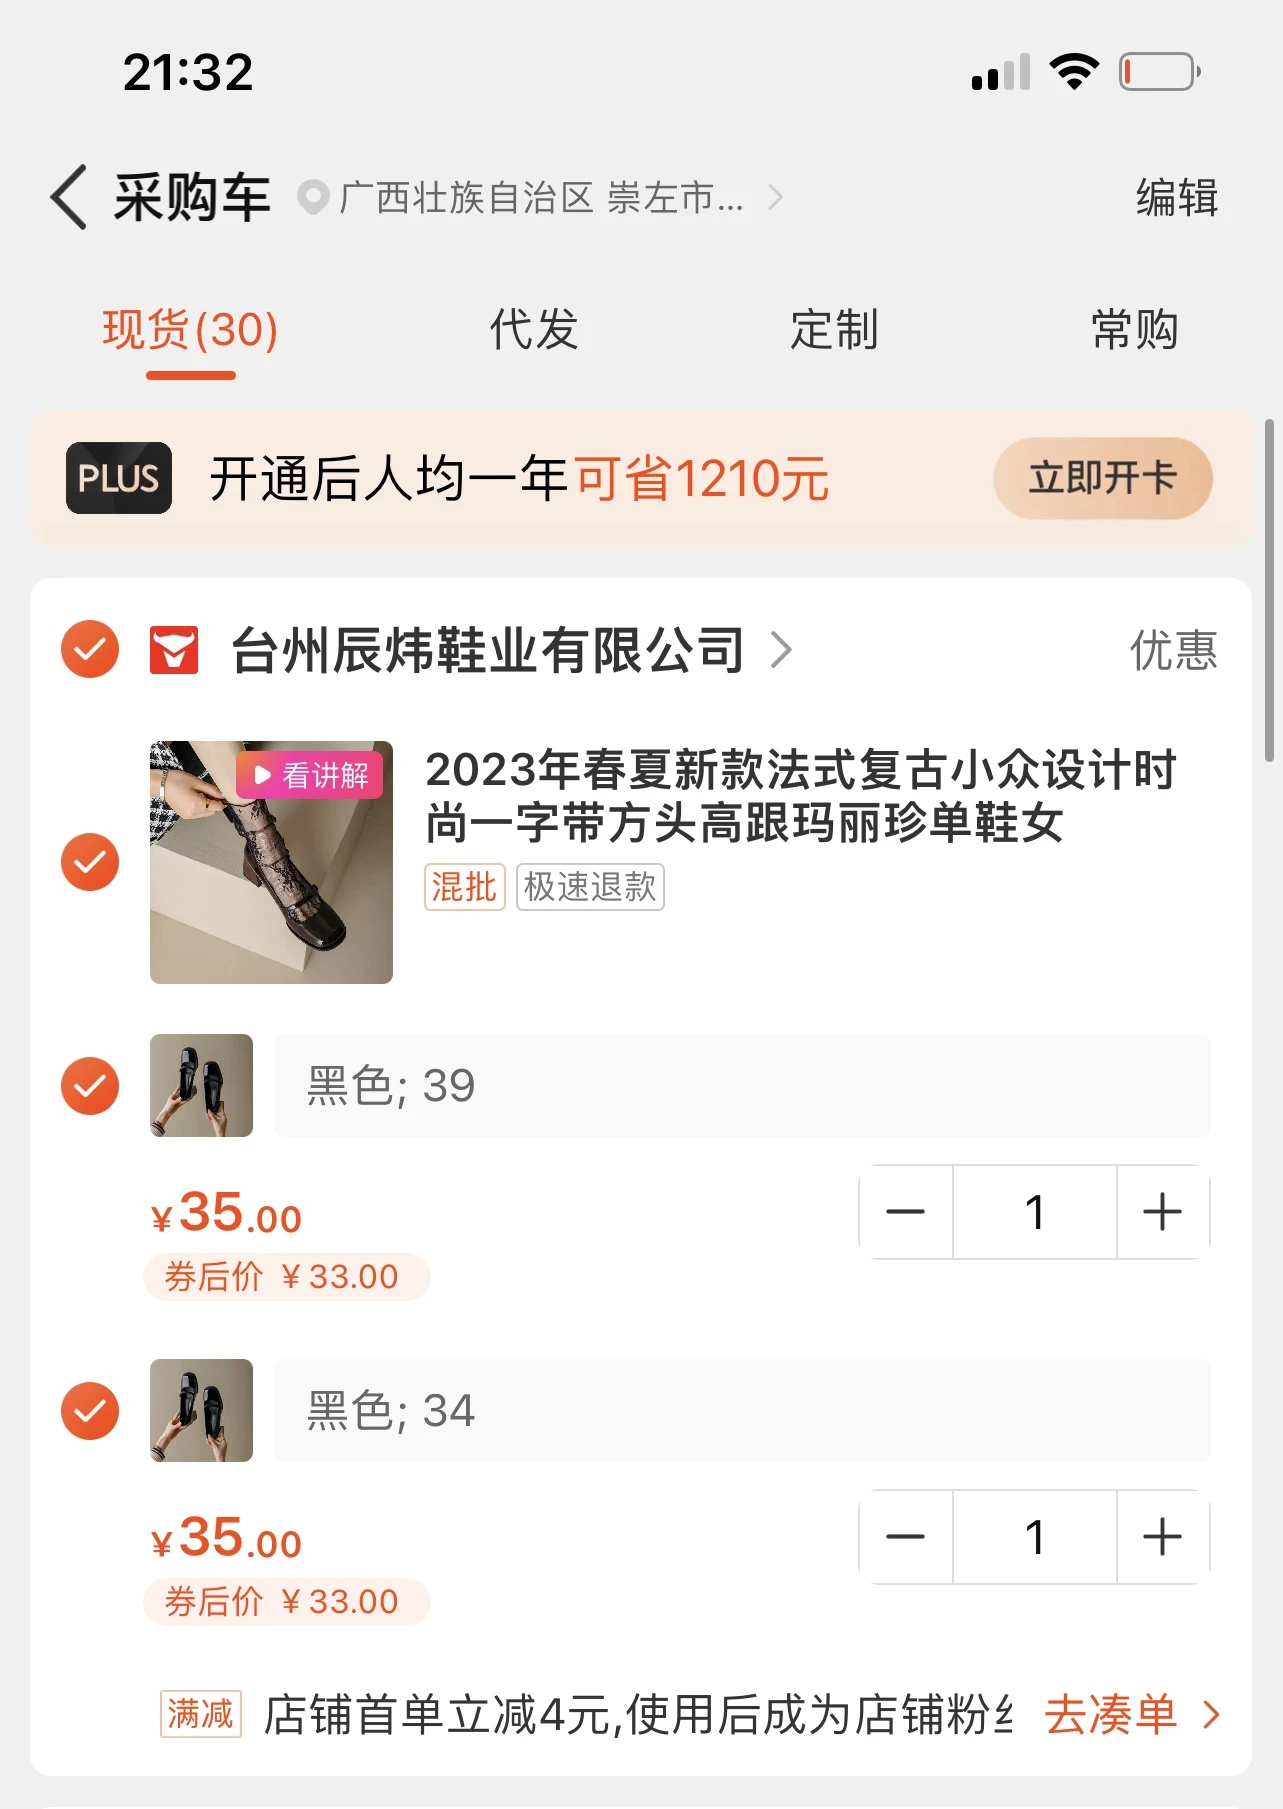 21:32
采购车 广西壮族自治区 崇左市... 编辑
现货(30) 代发 定制 常购
PLUS 开通后人均一年可省1210元 立即开卡
台州辰炜鞋业有限公司 优惠
看讲解
2023年春夏新款法式复古小众设计时
尚一字带方头高跟玛丽珍单鞋女
混批 极速退款
黑色; 39
¥35.00 1
券后价 ¥33.00
黑色; 34
¥35.00 1
券后价 ¥33.00
满减 店铺首单立减4元,使用后成为店铺粉 去凑单